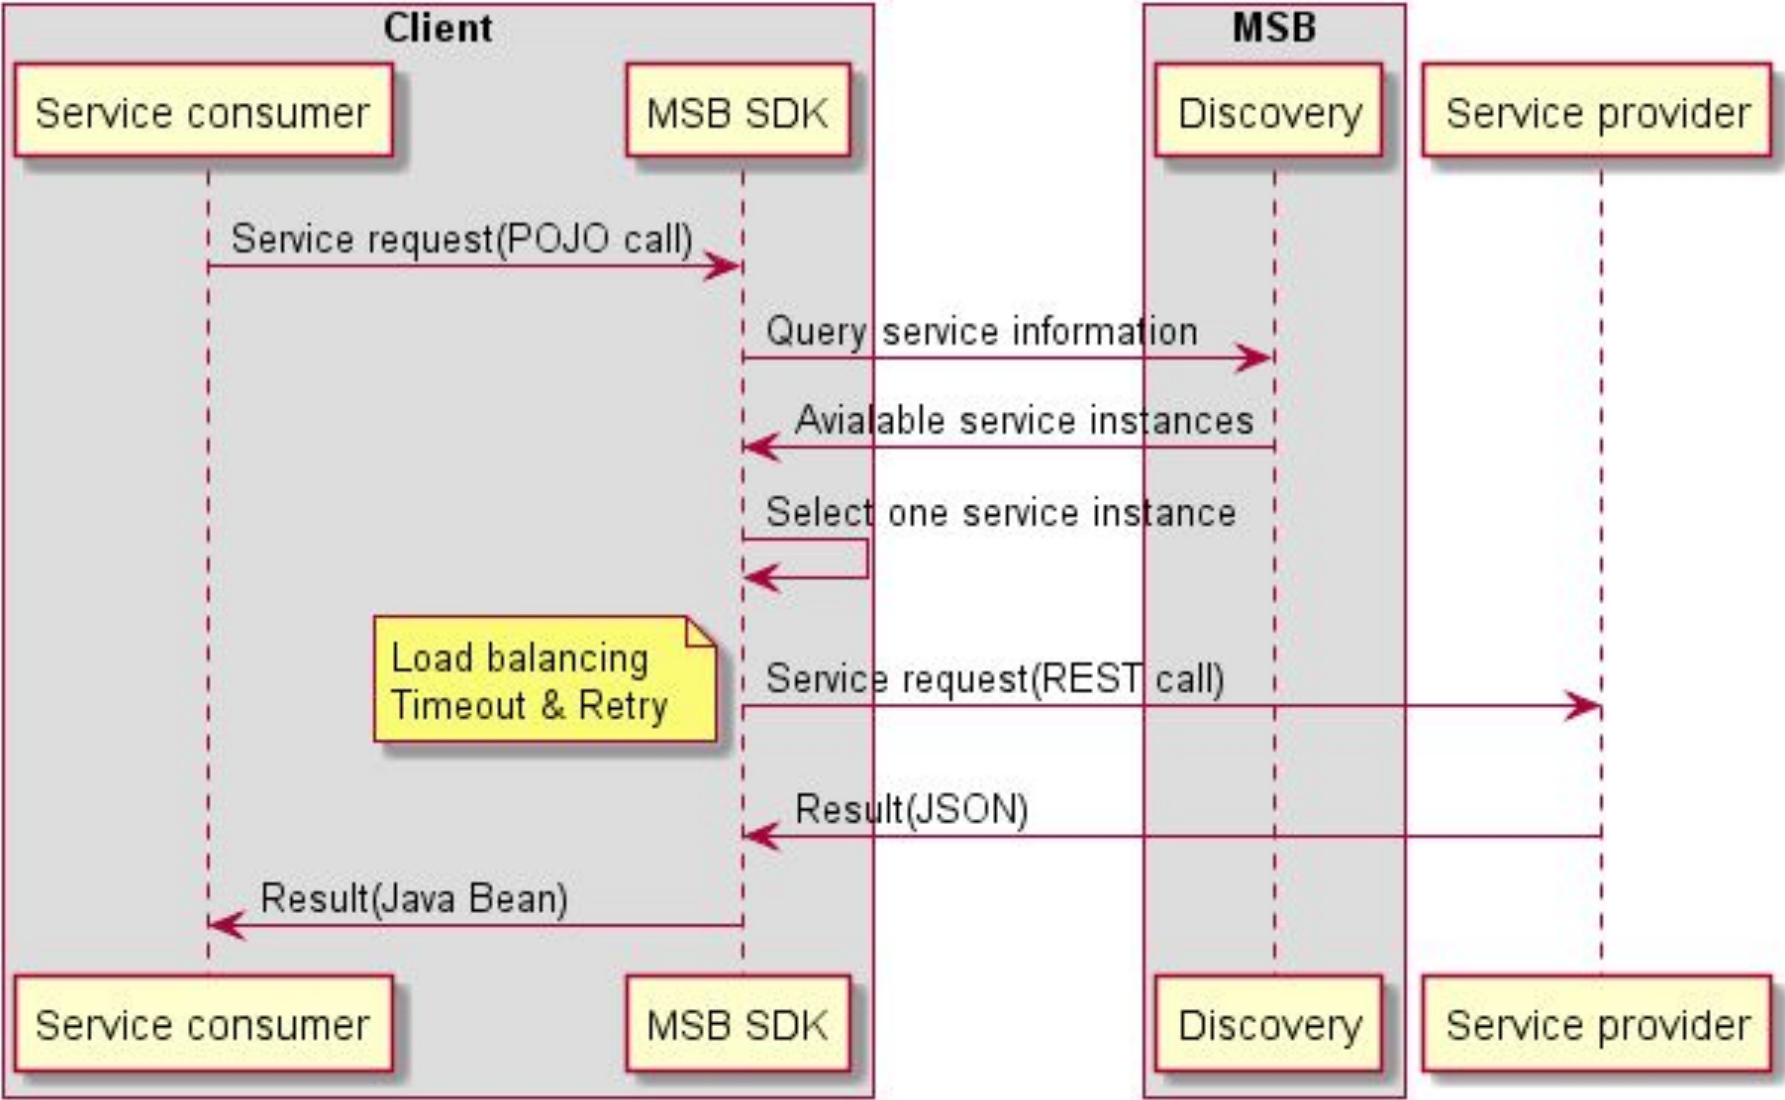 Client
MSB
Service consumer
MSB SDK
Discovery
Service provider
Service request(POJO call)
Query service information
Avialable service instances
Select one service instance
Load balancing
Timeout & Retry
Service request(REST call)
Result(JSON)
Result(Java Bean)
Service consumer
MSB SDK
Discovery
Service provider